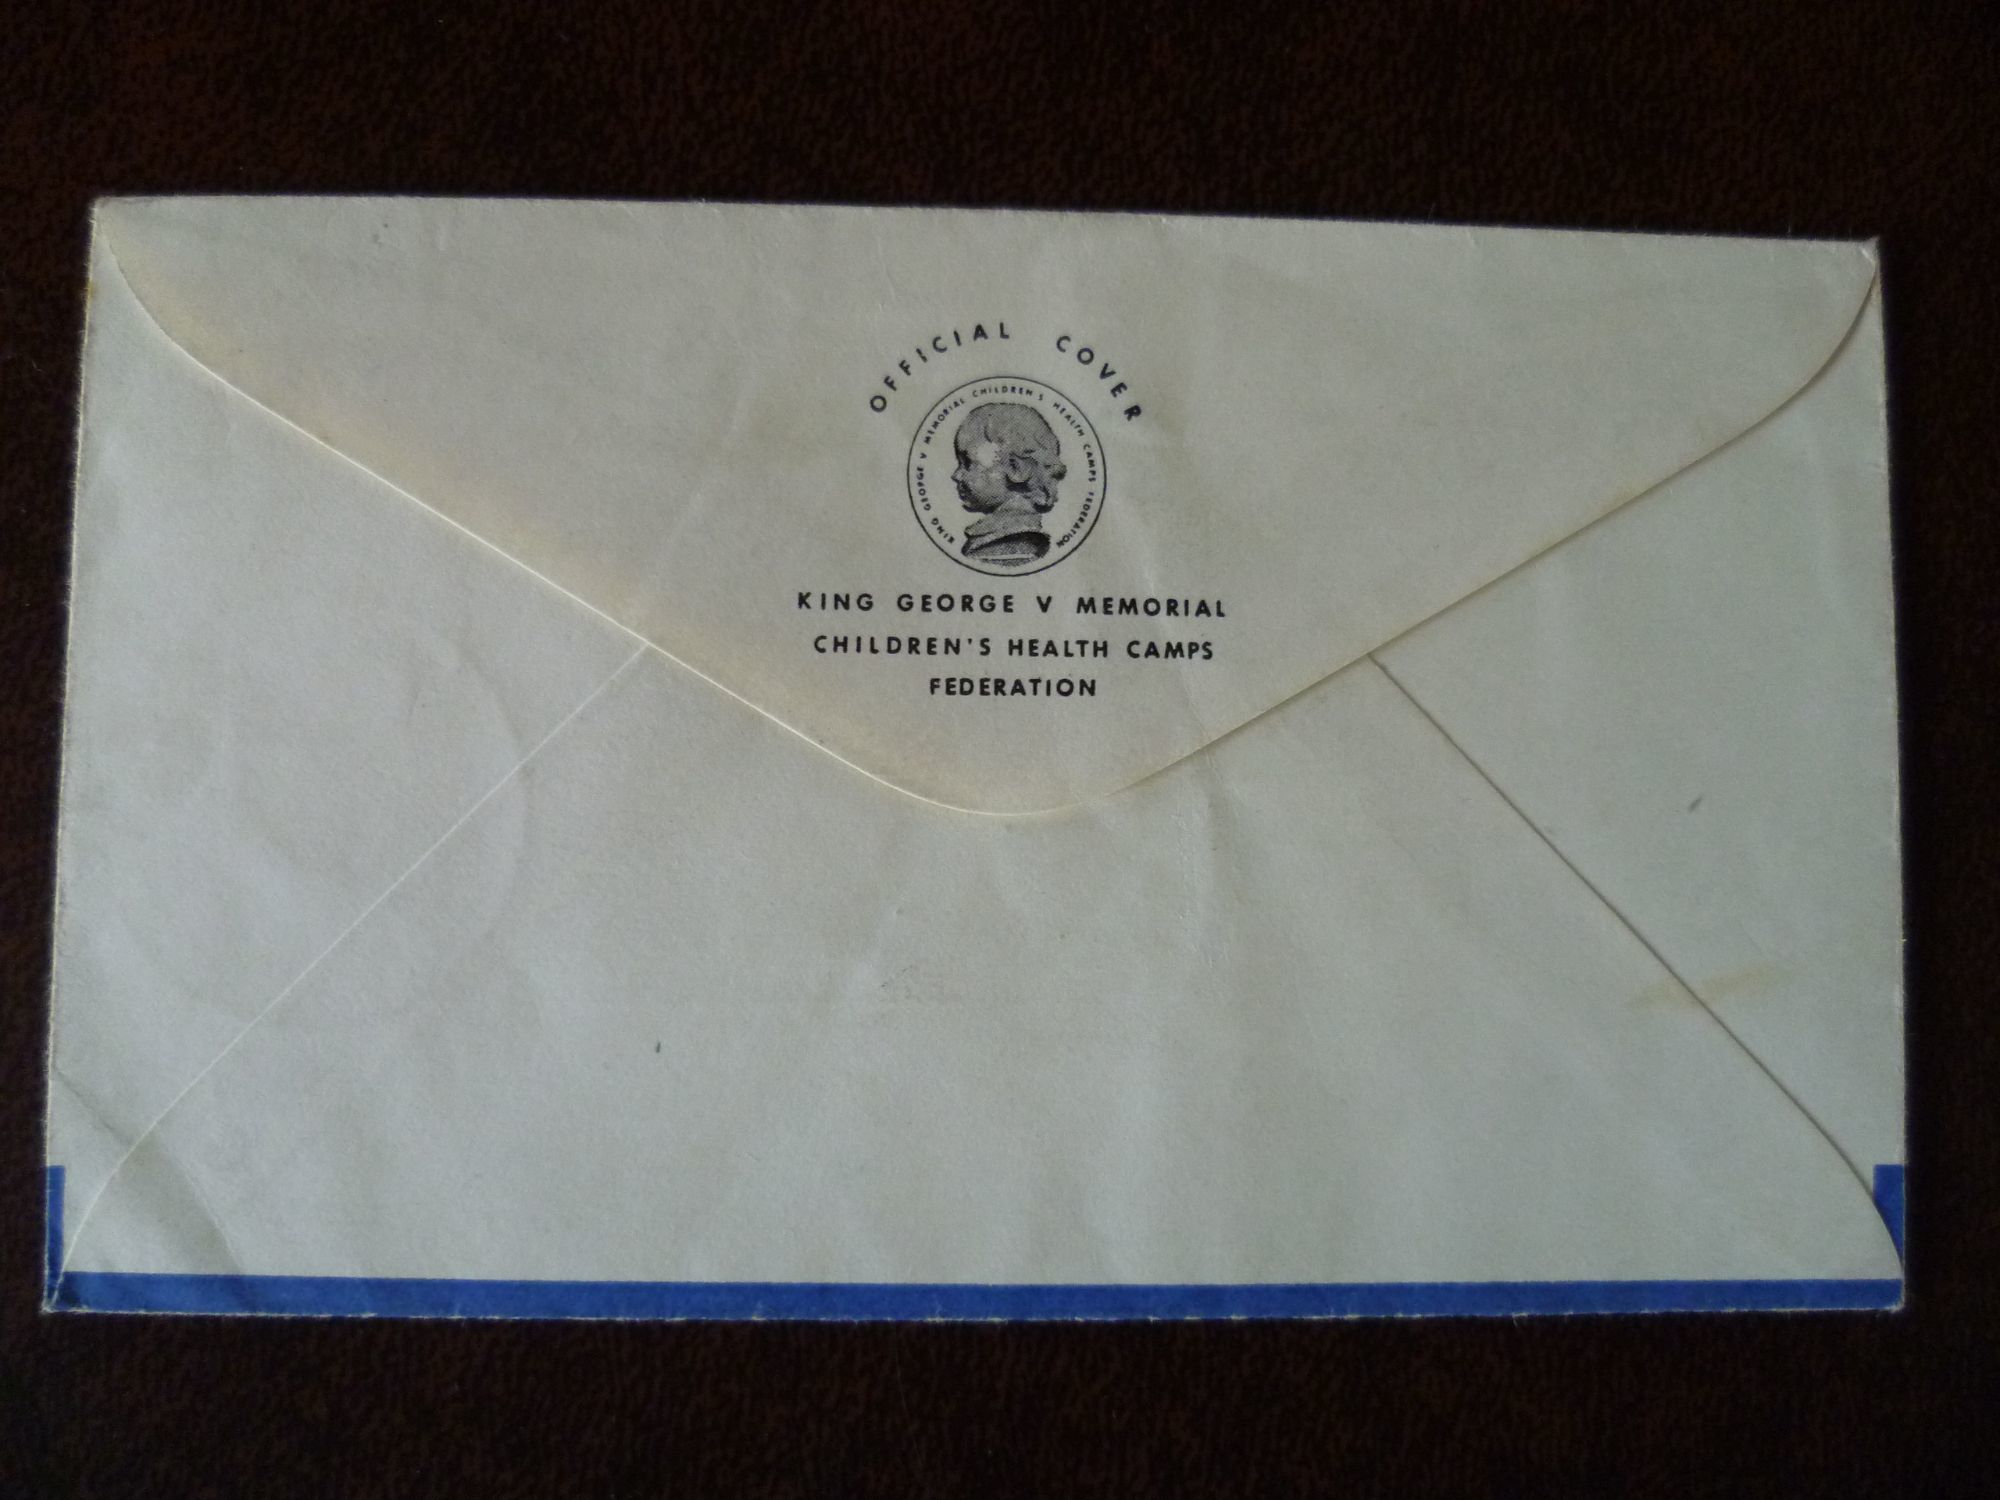 OFFICIAL COVER
KING GEORGE V MEMORIAL CHILDREN'S HEALTH CAMPS FEDERATION
KING GEORGE V MEMORIAL
CHILDREN'S HEALTH CAMPS
FEDERATION